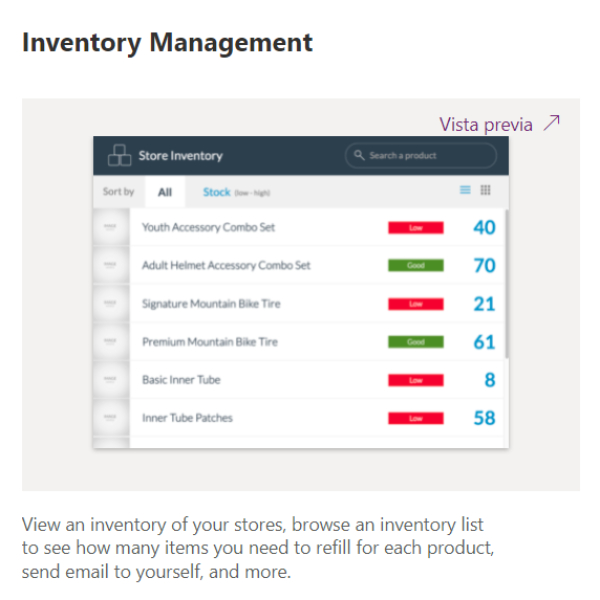 Inventory Management
Vista previa
Store Inventory
Search a product
Sort by All Stock (low - high)
Youth Accessory Combo Set Low 40
Adult Helmet Accessory Combo Set Good 70
Signature Mountain Bike Tire Low 21
Premium Mountain Bike Tire Good 61
Basic Inner Tube Low 8
Inner Tube Patches Low 58
View an inventory of your stores, browse an inventory list
to see how many items you need to refill for each product,
send email to yourself, and more.